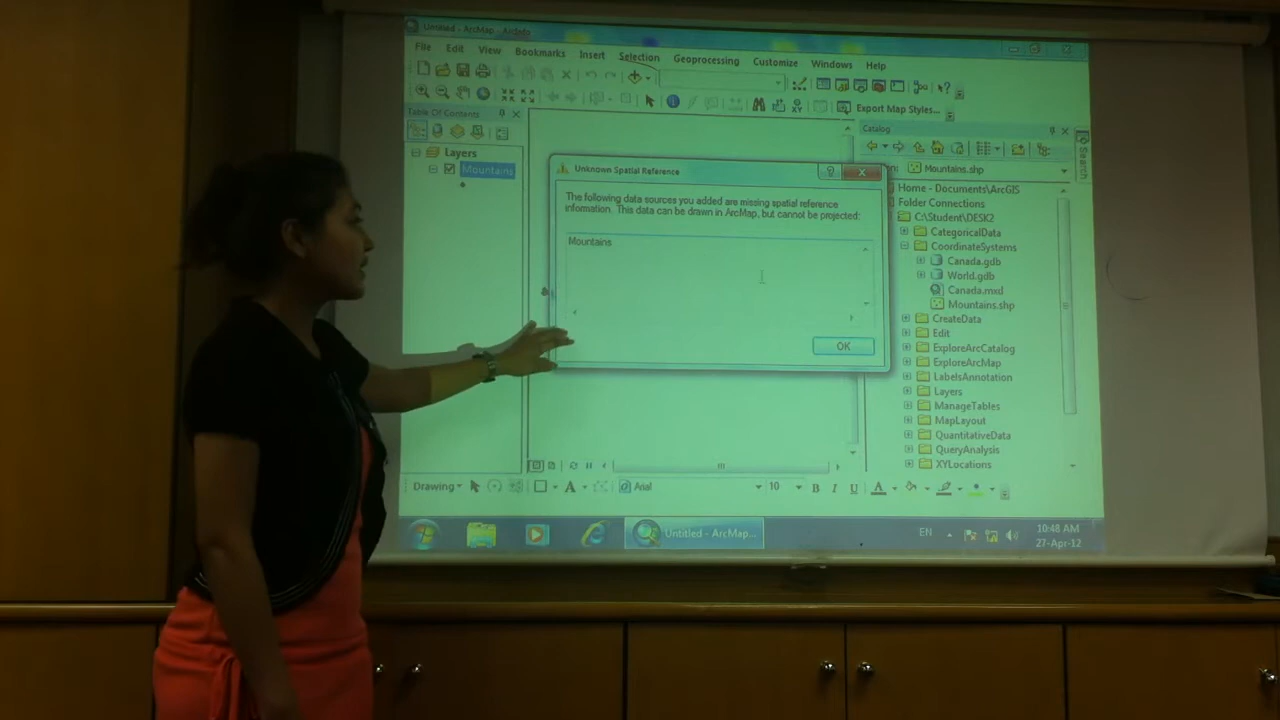 Untitled - ArcMap - ArcInfo
File Edit View Bookmarks Insert Selection Geoprocessing Customize Windows Help
Export Map Styles...
Table Of Contents
Layers
Mountains
Unknown Spatial Reference
The following data sources you added are missing spatial reference
information. This data can be drawn in ArcMap, but cannot be projected:
Mountains
OK
Catalog
Mountains.shp
Home - Documents\ArcGIS
Folder Connections
C:\Student\DESK2
CategoricalData
CoordinateSystems
Canada.gdb
World.gdb
Canada.mxd
Mountains.shp
CreateData
Edit
ExploreArcCatalog
ExploreArcMap
LabelsAnnotation
Layers
ManageTables
MapLayout
QuantitativeData
QueryAnalysis
XYLocations
Search
Drawing
A
Arial
10
B I U A
Untitled - ArcMap...
EN
10:48 AM
27-Apr-12